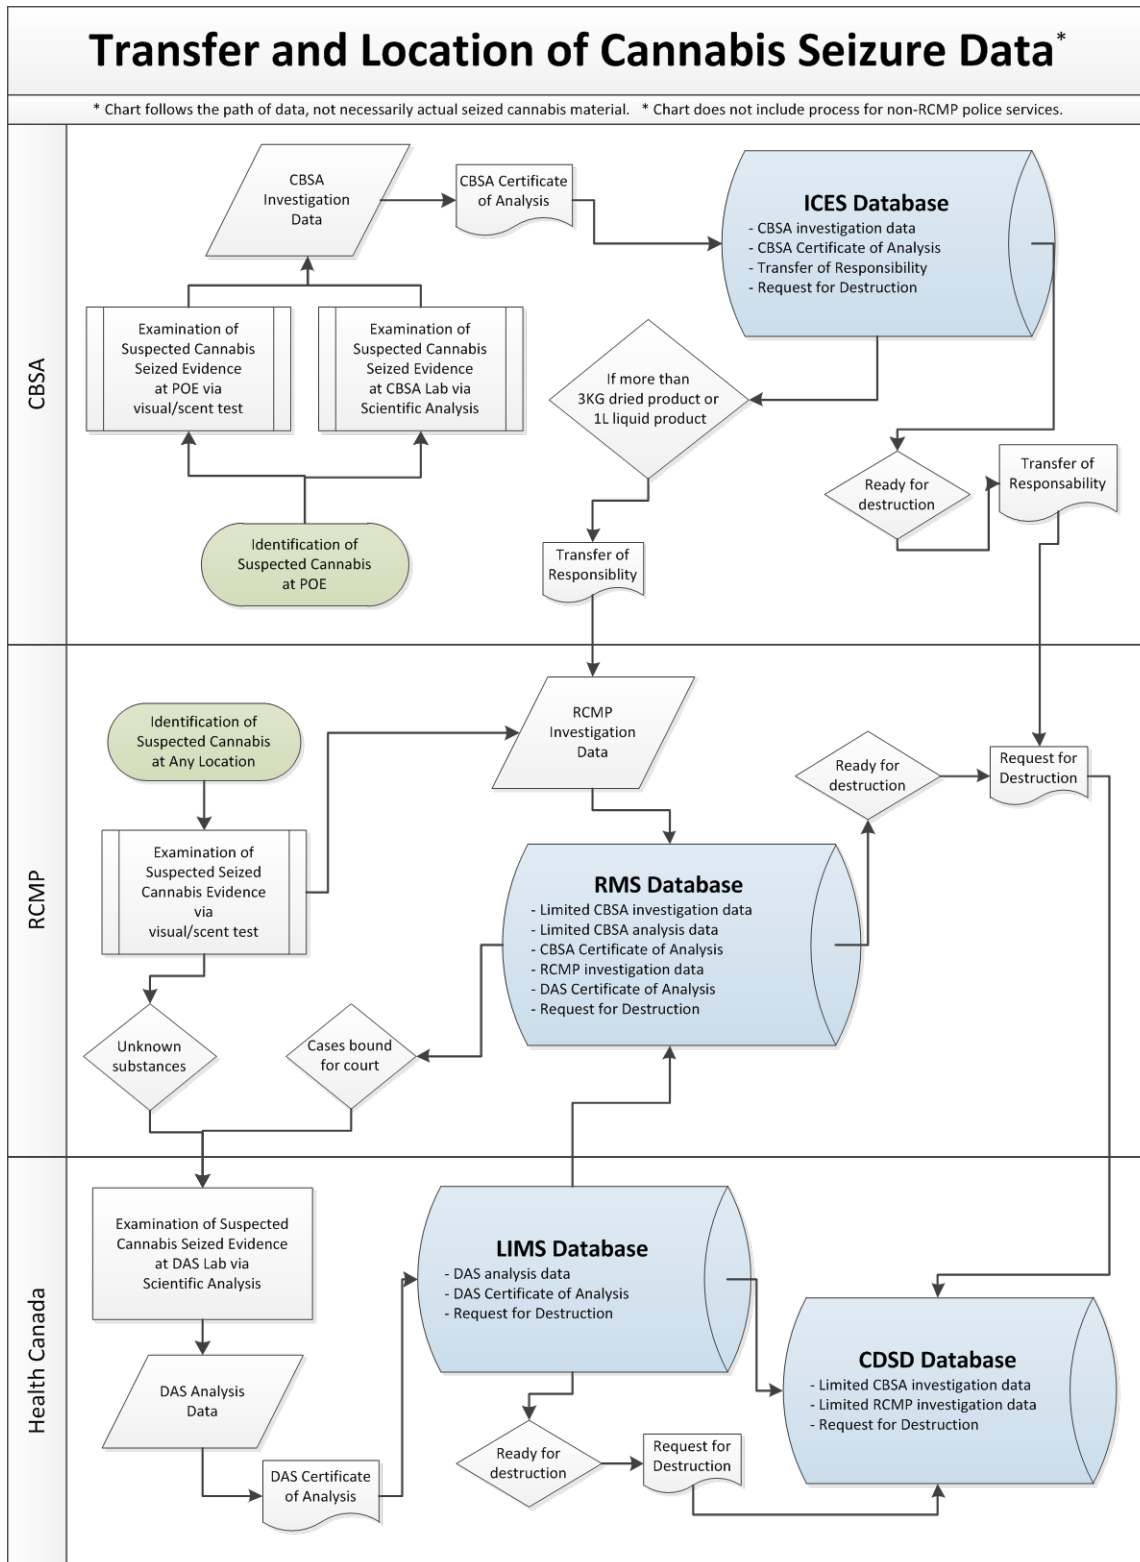 Transfer and Location of Cannabis Seizure Data*
* Chart follows the path of data, not necessarily actual seized cannabis material. * Chart does not include process for non-RCMP police services.
CBSA
CBSA
Investigation
Data
CBSA Certificate
of Analysis
ICES Database
- CBSA investigation data
- CBSA Certificate of Analysis
- Transfer of Responsibility
- Request for Destruction
Examination of
Suspected Cannabis
Seized Evidence
at POE via
visual/scent test
Examination of
Suspected Cannabis
Seized Evidence
at CBSA Lab via
Scientific Analysis
If more than
3KG dried product or
1L liquid product
Ready for
destruction
Transfer of
Responsability
Identification of
Suspected Cannabis
at POE
Transfer of
Responsiblity
RCMP
Identification of
Suspected Cannabis
at Any Location
RCMP
Investigation
Data
Ready for
destruction
Request for
Destruction
Examination of
Suspected Seized
Cannabis Evidence
via
visual/scent test
RMS Database
- Limited CBSA investigation data
- Limited CBSA analysis data
- CBSA Certificate of Analysis
- RCMP investigation data
- DAS Certificate of Analysis
- Request for Destruction
Unknown
substances
Cases bound
for court
Health Canada
Examination of Suspected
Cannabis Seized Evidence
at DAS Lab via
Scientific Analysis
LIMS Database
- DAS analysis data
- DAS Certificate of Analysis
- Request for Destruction
CDSD Database
- Limited CBSA investigation data
- Limited RCMP investigation data
- Request for Destruction
DAS Analysis
Data
DAS Certificate
of Analysis
Ready for
destruction
Request for
Destruction